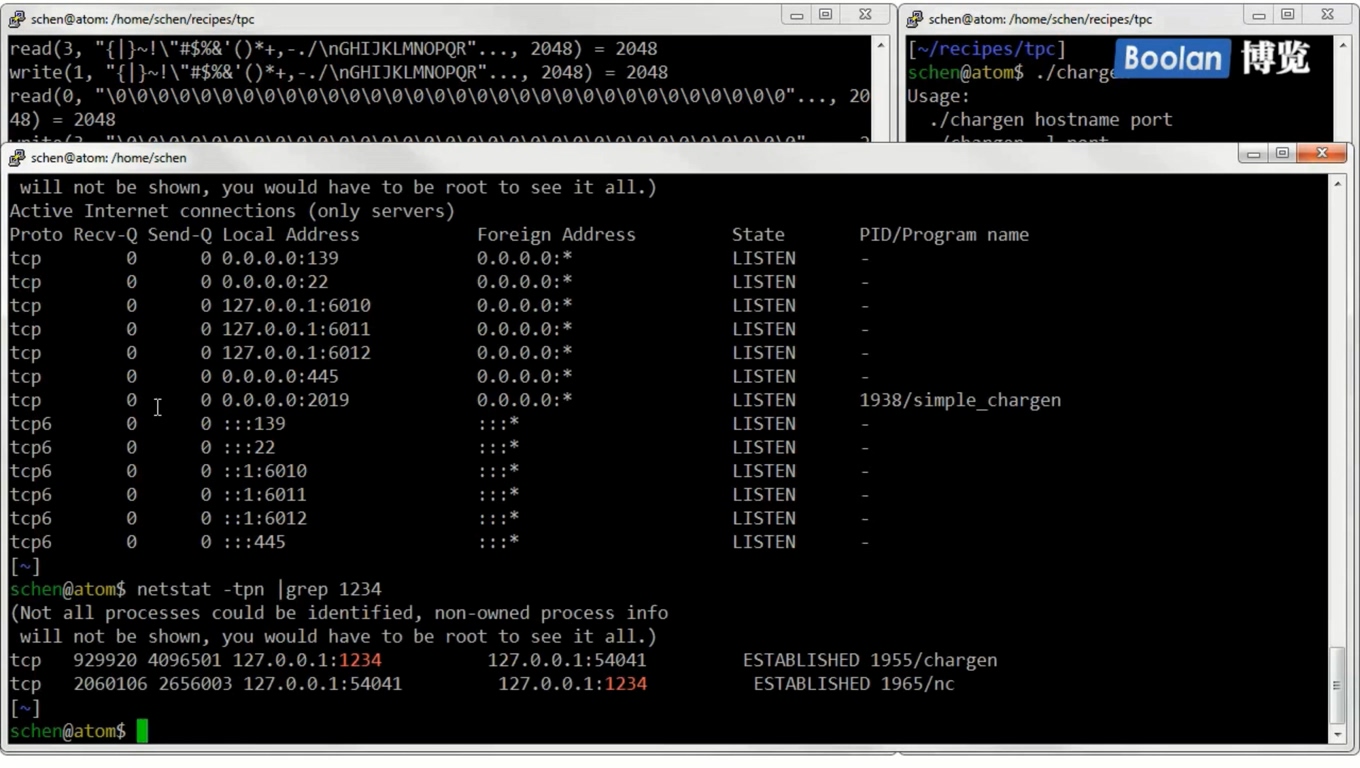 schen@atom: /home/schen/recipes/tpc
read(3, "{|}~!\"#$%&'()*+,-./\nGHIJKLMNOPQR"..., 2048) = 2048
write(1, "{|}~!\"#$%&'()*+,-./\nGHIJKLMNOPQR"..., 2048) = 2048
read(0, "\0\0\0\0\0\0\0\0\0\0\0\0\0\0\0\0\0\0\0\0\0\0\0\0\0\0\0\0\0\0\0\0"..., 20
48) = 2048
schen@atom: /home/schen/recipes/tpc
[~/recipes/tpc]
schen@atom$ ./charge
Boolan 博览
Usage:
./chargen hostname port
./chargen -l port
schen@atom: /home/schen
will not be shown, you would have to be root to see it all.)
Active Internet connections (only servers)
Proto Recv-Q Send-Q Local Address Foreign Address State PID/Program name
tcp 0 0 0.0.0.0:139 0.0.0.0:* LISTEN -
tcp 0 0 0.0.0.0:22 0.0.0.0:* LISTEN -
tcp 0 0 127.0.0.1:6010 0.0.0.0:* LISTEN -
tcp 0 0 127.0.0.1:6011 0.0.0.0:* LISTEN -
tcp 0 0 127.0.0.1:6012 0.0.0.0:* LISTEN -
tcp 0 0 0.0.0.0:445 0.0.0.0:* LISTEN -
tcp 0 0 0.0.0.0:2019 0.0.0.0:* LISTEN 1938/simple_chargen
tcp6 0 0 :::139 :::* LISTEN -
tcp6 0 0 :::22 :::* LISTEN -
tcp6 0 0 ::1:6010 :::* LISTEN -
tcp6 0 0 ::1:6011 :::* LISTEN -
tcp6 0 0 ::1:6012 :::* LISTEN -
tcp6 0 0 :::445 :::* LISTEN -
[~]
schen@atom$ netstat -tpn |grep 1234
(Not all processes could be identified, non-owned process info
will not be shown, you would have to be root to see it all.)
tcp 929920 4096501 127.0.0.1:1234 127.0.0.1:54041 ESTABLISHED 1955/chargen
tcp 2060106 2656003 127.0.0.1:54041 127.0.0.1:1234 ESTABLISHED 1965/nc
[~]
schen@atom$